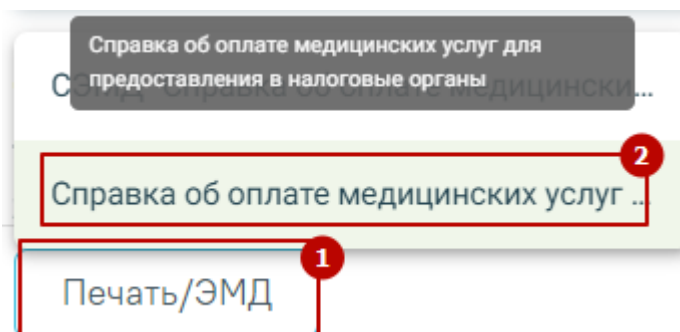 Справка об оплате медицинских услуг для
предоставления в налоговые органы
СЭМД "Справка об оплате медицински...
2
Справка об оплате медицинских услуг ...
1
Печать/ЭМД